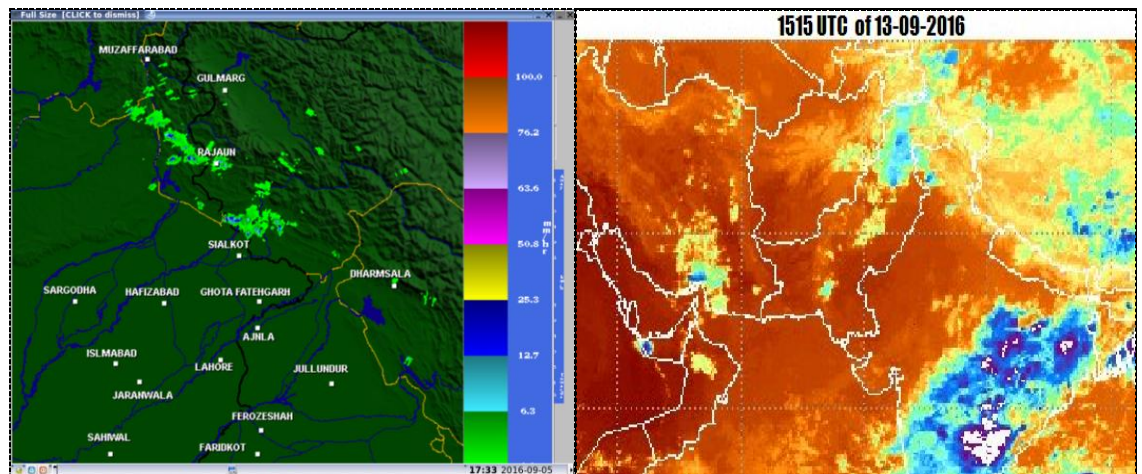 Full Size [CLICK to dismiss]
1515 UTC of 13-09-2016
MUZAFFARABAD
GULMARG
RAJAUN
SIALKOT
DHARMSALA
SARGODHA
HAFIZABAD
GHOTA FATEHGARH
AJNLA
ISLMABAD
LAHORE
JULLUNDUR
JARANWALA
FEROZESHAH
SAHIWAL
FARIDKOT
100.0
76.2
63.6
50.8
25.3
12.7
6.3
17:33 2016-09-05